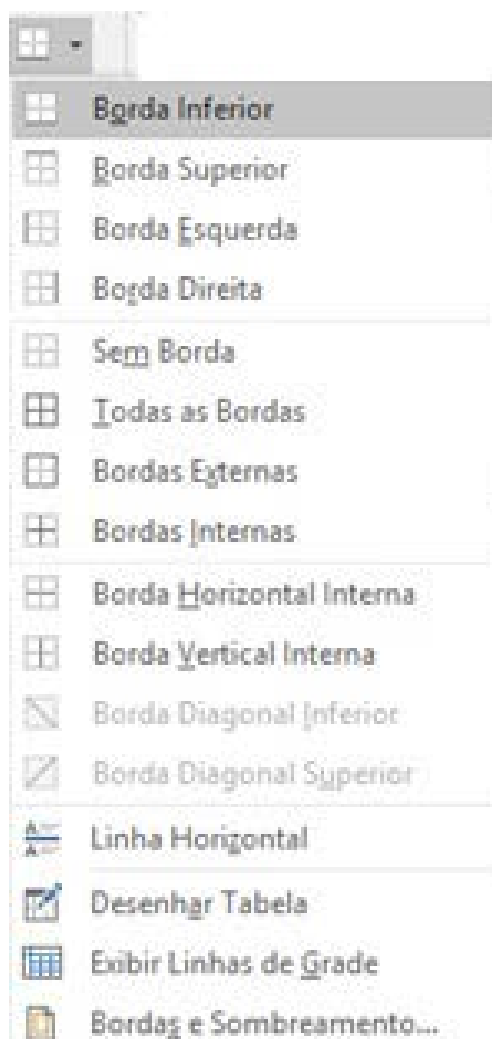 Borda Inferior
Borda Superior
Borda Esquerda
Borda Direita
Sem Borda
Todas as Bordas
Bordas Externas
Bordas Internas
Borda Horizontal Interna
Borda Vertical Interna
Borda Diagonal Inferior
Borda Diagonal Superior
Linha Horizontal
Desenhar Tabela
Exibir Linhas de Grade
Bordas e Sombreamento...